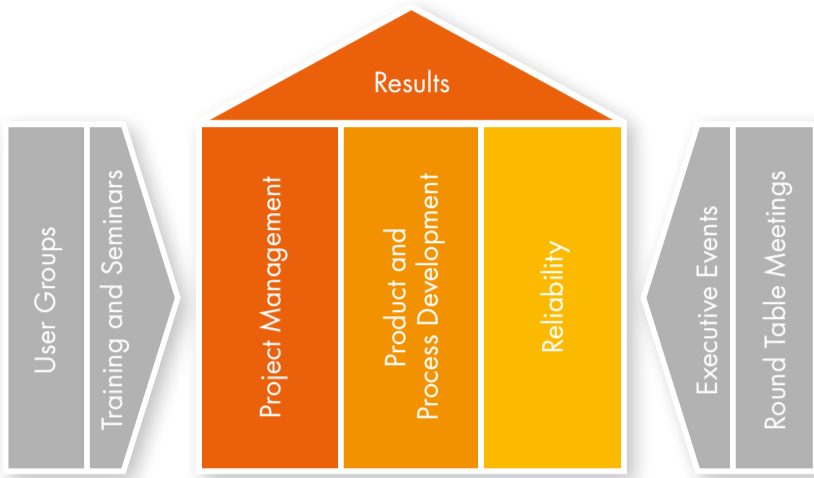 Results
User Groups
Training and Seminars
Project Management
Product and
Process Development
Reliability
Executive Events
Round Table Meetings